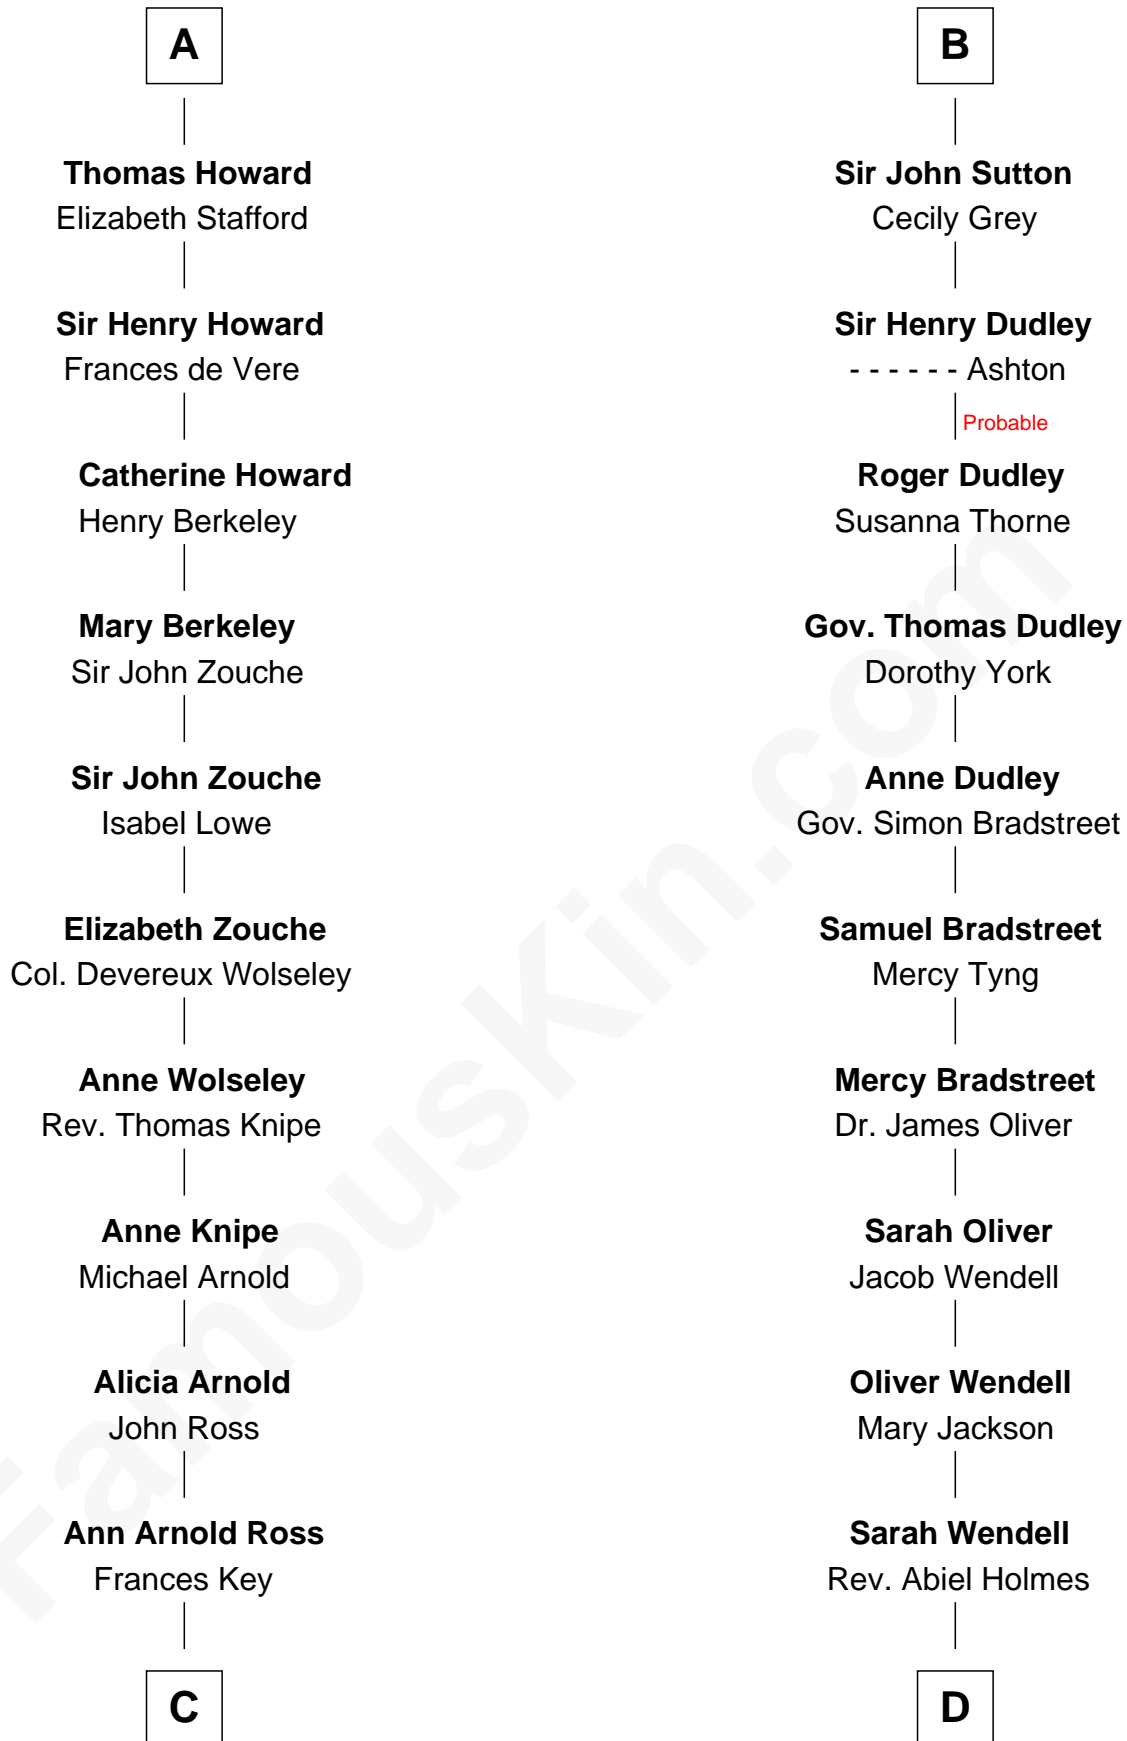 A
Thomas Howard
Elizabeth Stafford
Sir Henry Howard
Frances de Vere
Catherine Howard
Henry Berkeley
Mary Berkeley
Sir John Zouche
Sir John Zouche
Isabel Lowe
Elizabeth Zouche
Col. Devereux Wolseley
Anne Wolseley
Rev. Thomas Knipe
Anne Knipe
Michael Arnold
Alicia Arnold
John Ross
Ann Arnold Ross
Frances Key
C
B
Sir John Sutton
Cecily Grey
Sir Henry Dudley
- - - - - - Ashton
Probable
Roger Dudley
Susanna Thorne
Gov. Thomas Dudley
Dorothy York
Anne Dudley
Gov. Simon Bradstreet
Samuel Bradstreet
Mercy Tyng
Mercy Bradstreet
Dr. James Oliver
Sarah Oliver
Jacob Wendell
Oliver Wendell
Mary Jackson
Sarah Wendell
Rev. Abiel Holmes
D
FamousKin.com